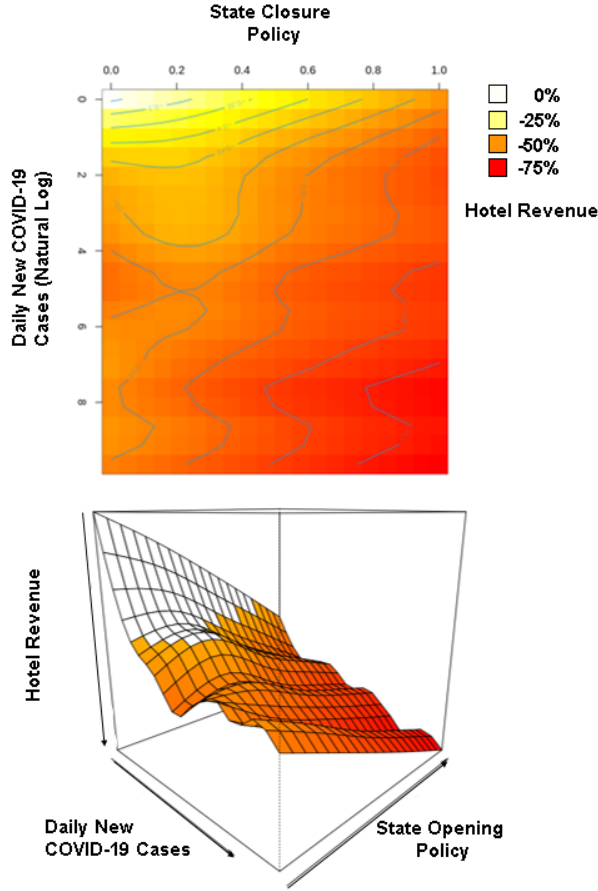 State Closure
Policy
0.0 0.2 0.4 0.6 0.8 1.0
0
2
4
6
8
Daily New COVID-19
Cases (Natural Log)
0%
-25%
-50%
-75%
Hotel Revenue
Hotel Revenue
Daily New
COVID-19 Cases
State Opening
Policy